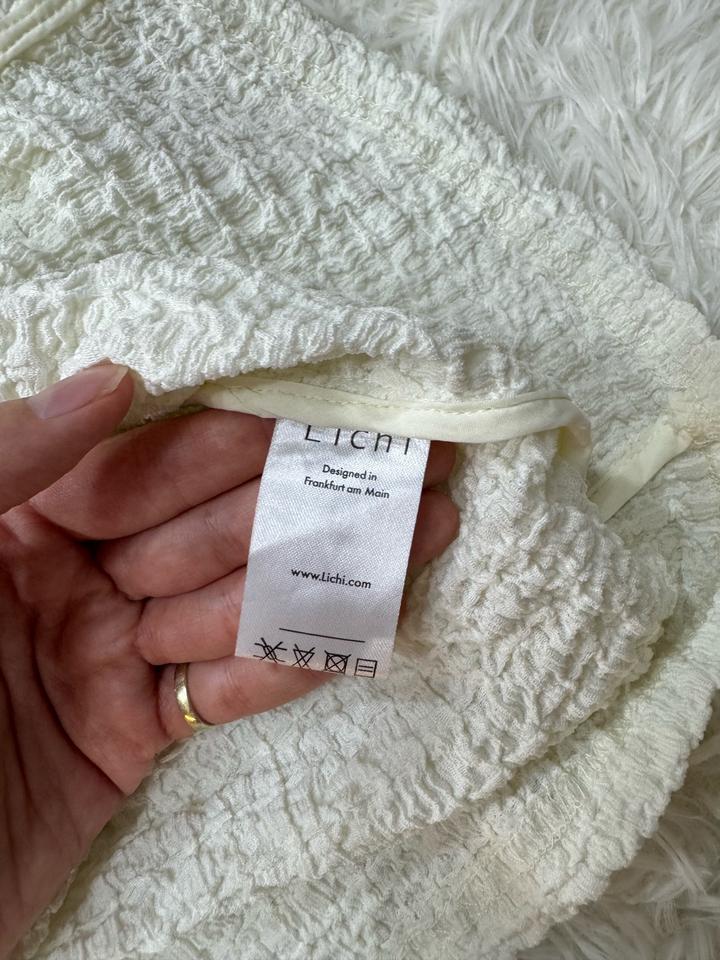 Lichi
Designed in
Frankfurt am Main
www.Lichi.com